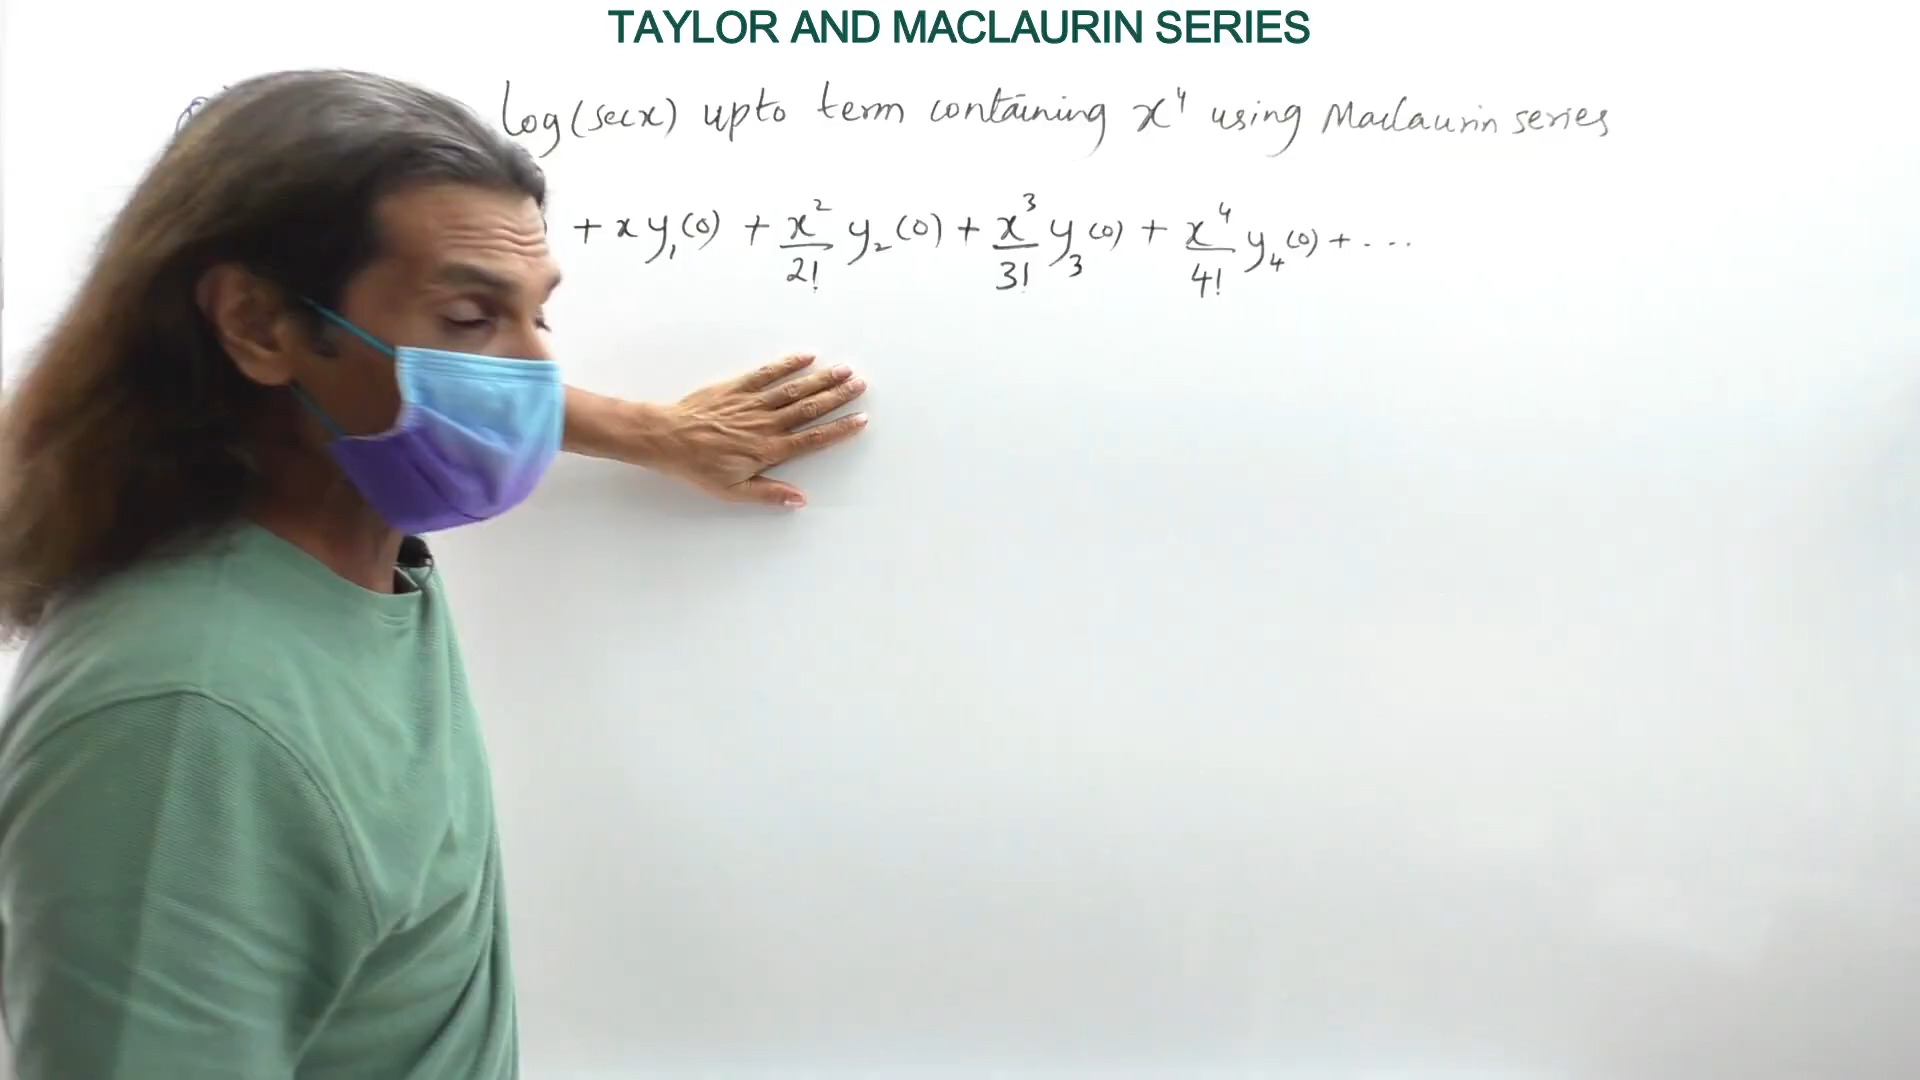 TAYLOR AND MACLAURIN SERIES
log(secx) upto term containing x⁴ using Maclaurin series
+ x y₁(0) + x²/2! y₂(0) + x³/3! y₃(0) + x⁴/4! y₄(0) + ...